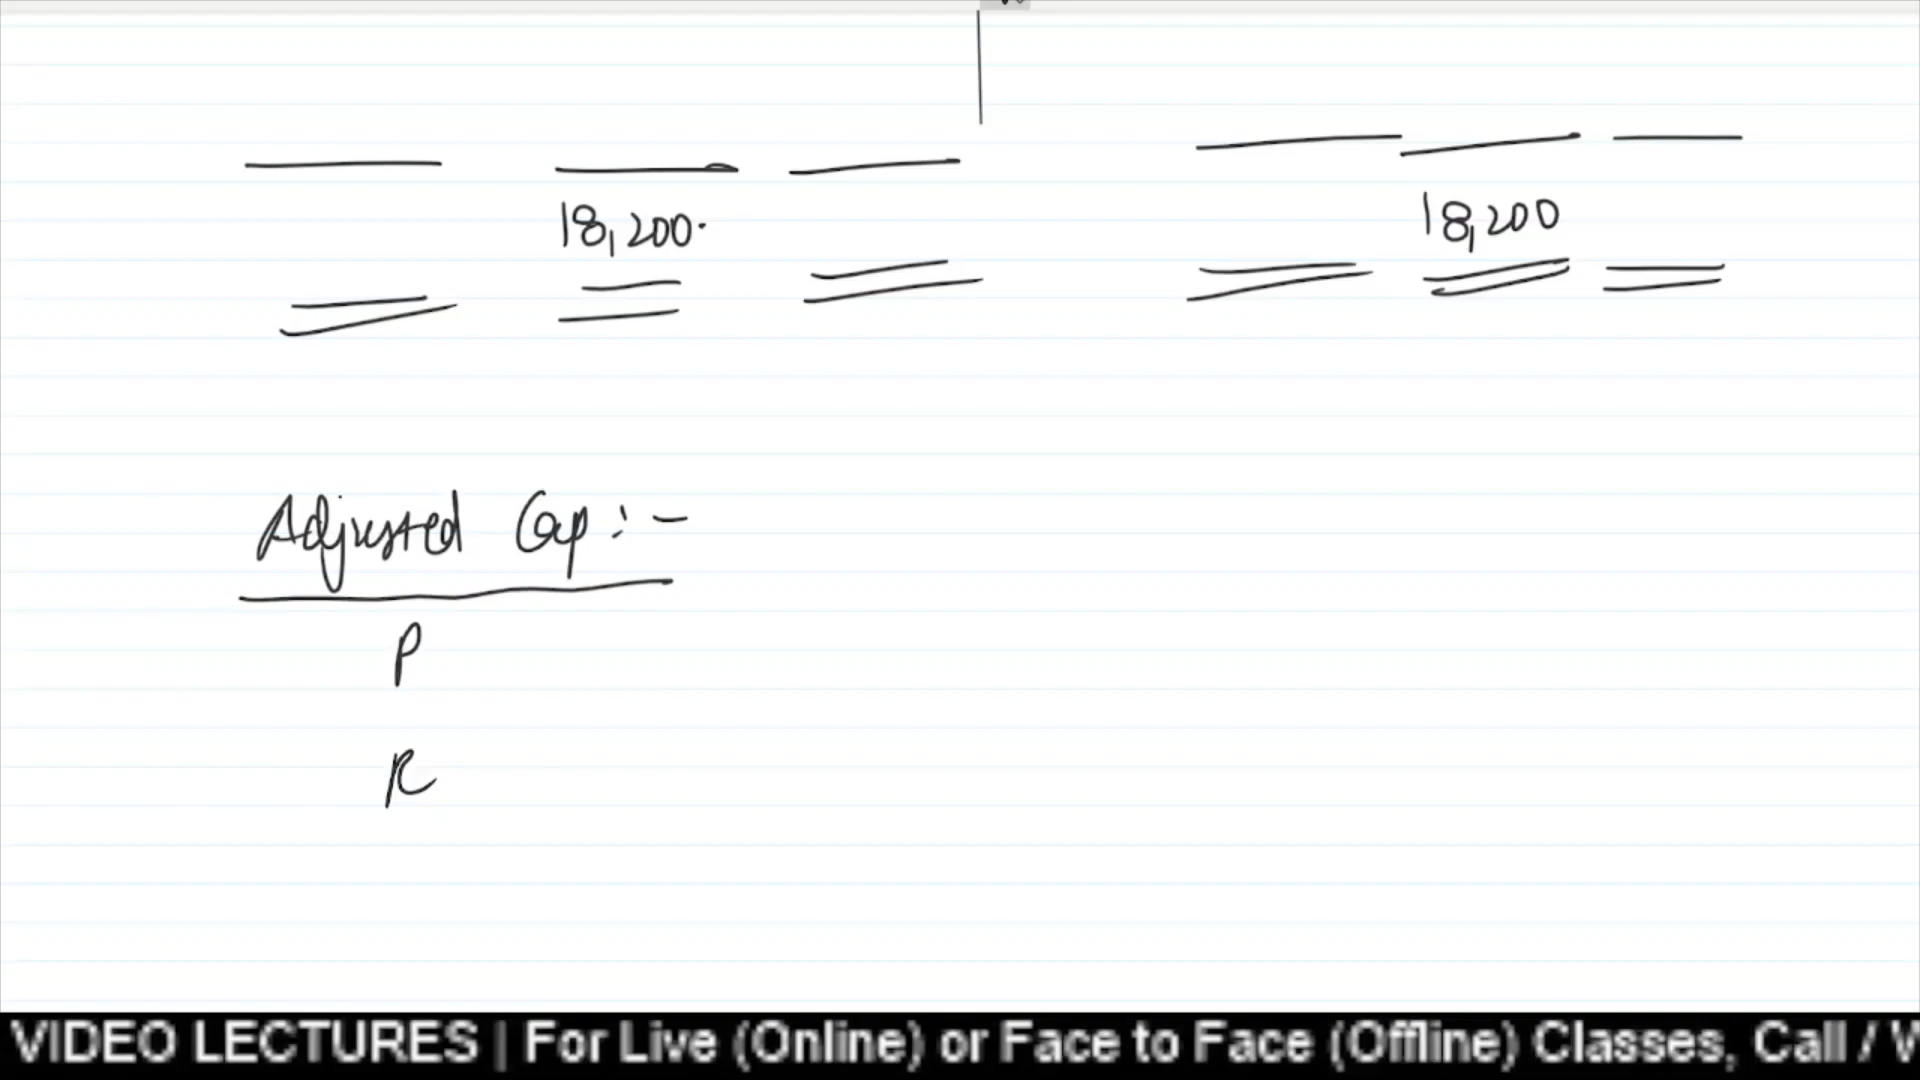 18,200. 18,200
Adjusted Cap :-
P
R
VIDEO LECTURES | For Live (Online) or Face to Face (Offline) Classes, Call / W